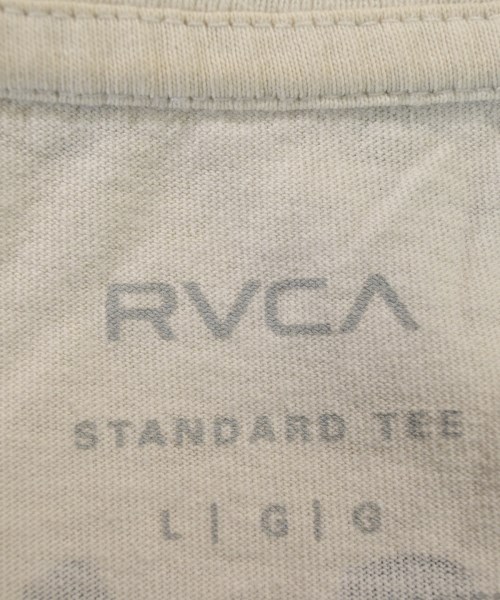 RVCA
STANDARD TEE
L | G | G